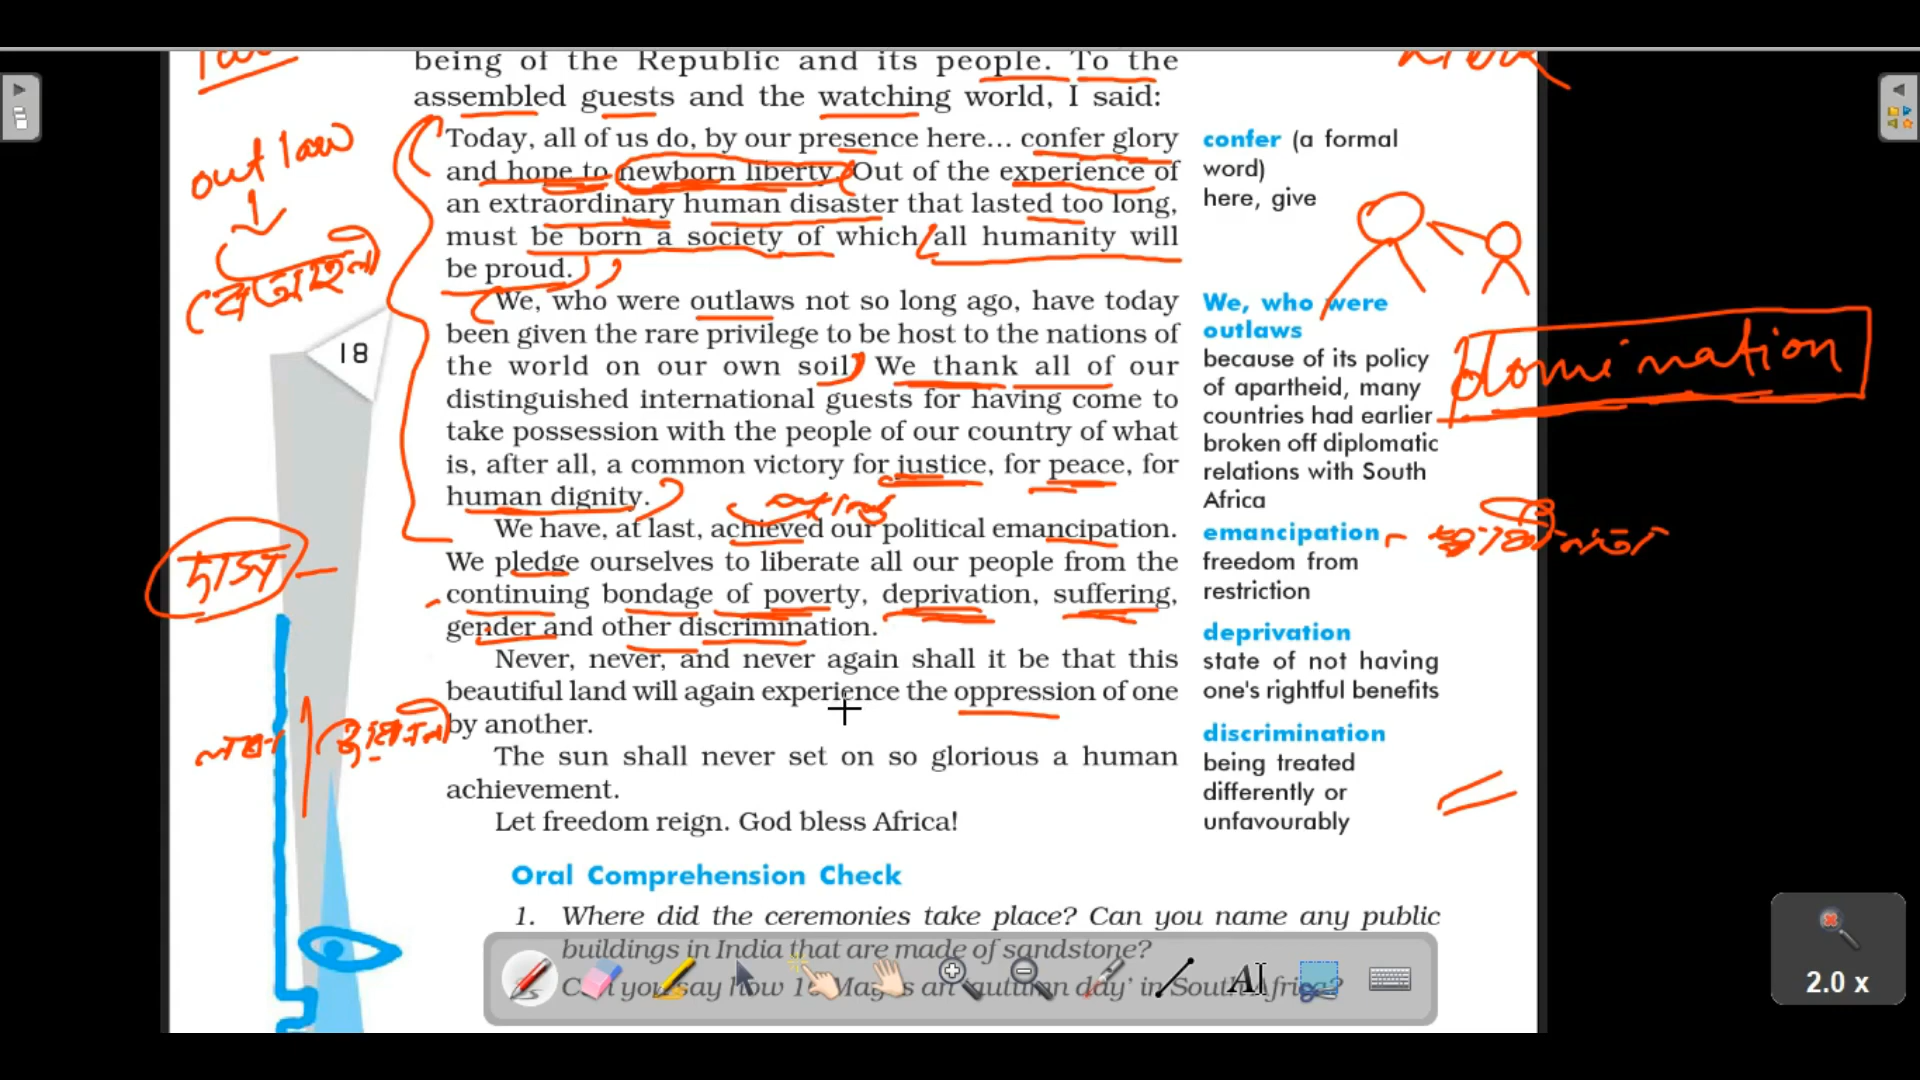 being of the Republic and its people. To the
assembled guests and the watching world, I said:
out law
Today, all of us do, by our presence here... confer glory
and hope to newborn liberty. Out of the experience of
an extraordinary human disaster that lasted too long,
must be born a society of which all humanity will
be proud.
We, who were outlaws not so long ago, have today
been given the rare privilege to be host to the nations of
the world on our own soil. We thank all of our
distinguished international guests for having come to
take possession with the people of our country of what
is, after all, a common victory for justice, for peace, for
human dignity.
We have, at last, achieved our political emancipation.
We pledge ourselves to liberate all our people from the
continuing bondage of poverty, deprivation, suffering,
gender and other discrimination.
Never, never, and never again shall it be that this
beautiful land will again experience the oppression of one
by another.
The sun shall never set on so glorious a human
achievement.
Let freedom reign. God bless Africa!
18
confer (a formal
word)
here, give
We, who were
outlaws
because of its policy
of apartheid, many
countries had earlier
broken off diplomatic
relations with South
Africa
emancipation
freedom from
restriction
deprivation
state of not having
one's rightful benefits
discrimination
being treated
differently or
unfavourably
Oral Comprehension Check
1. Where did the ceremonies take place? Can you name any public
buildings in India that are made of sandstone?
you say how 'autumn day' in South Africa?
AI
2.0 x